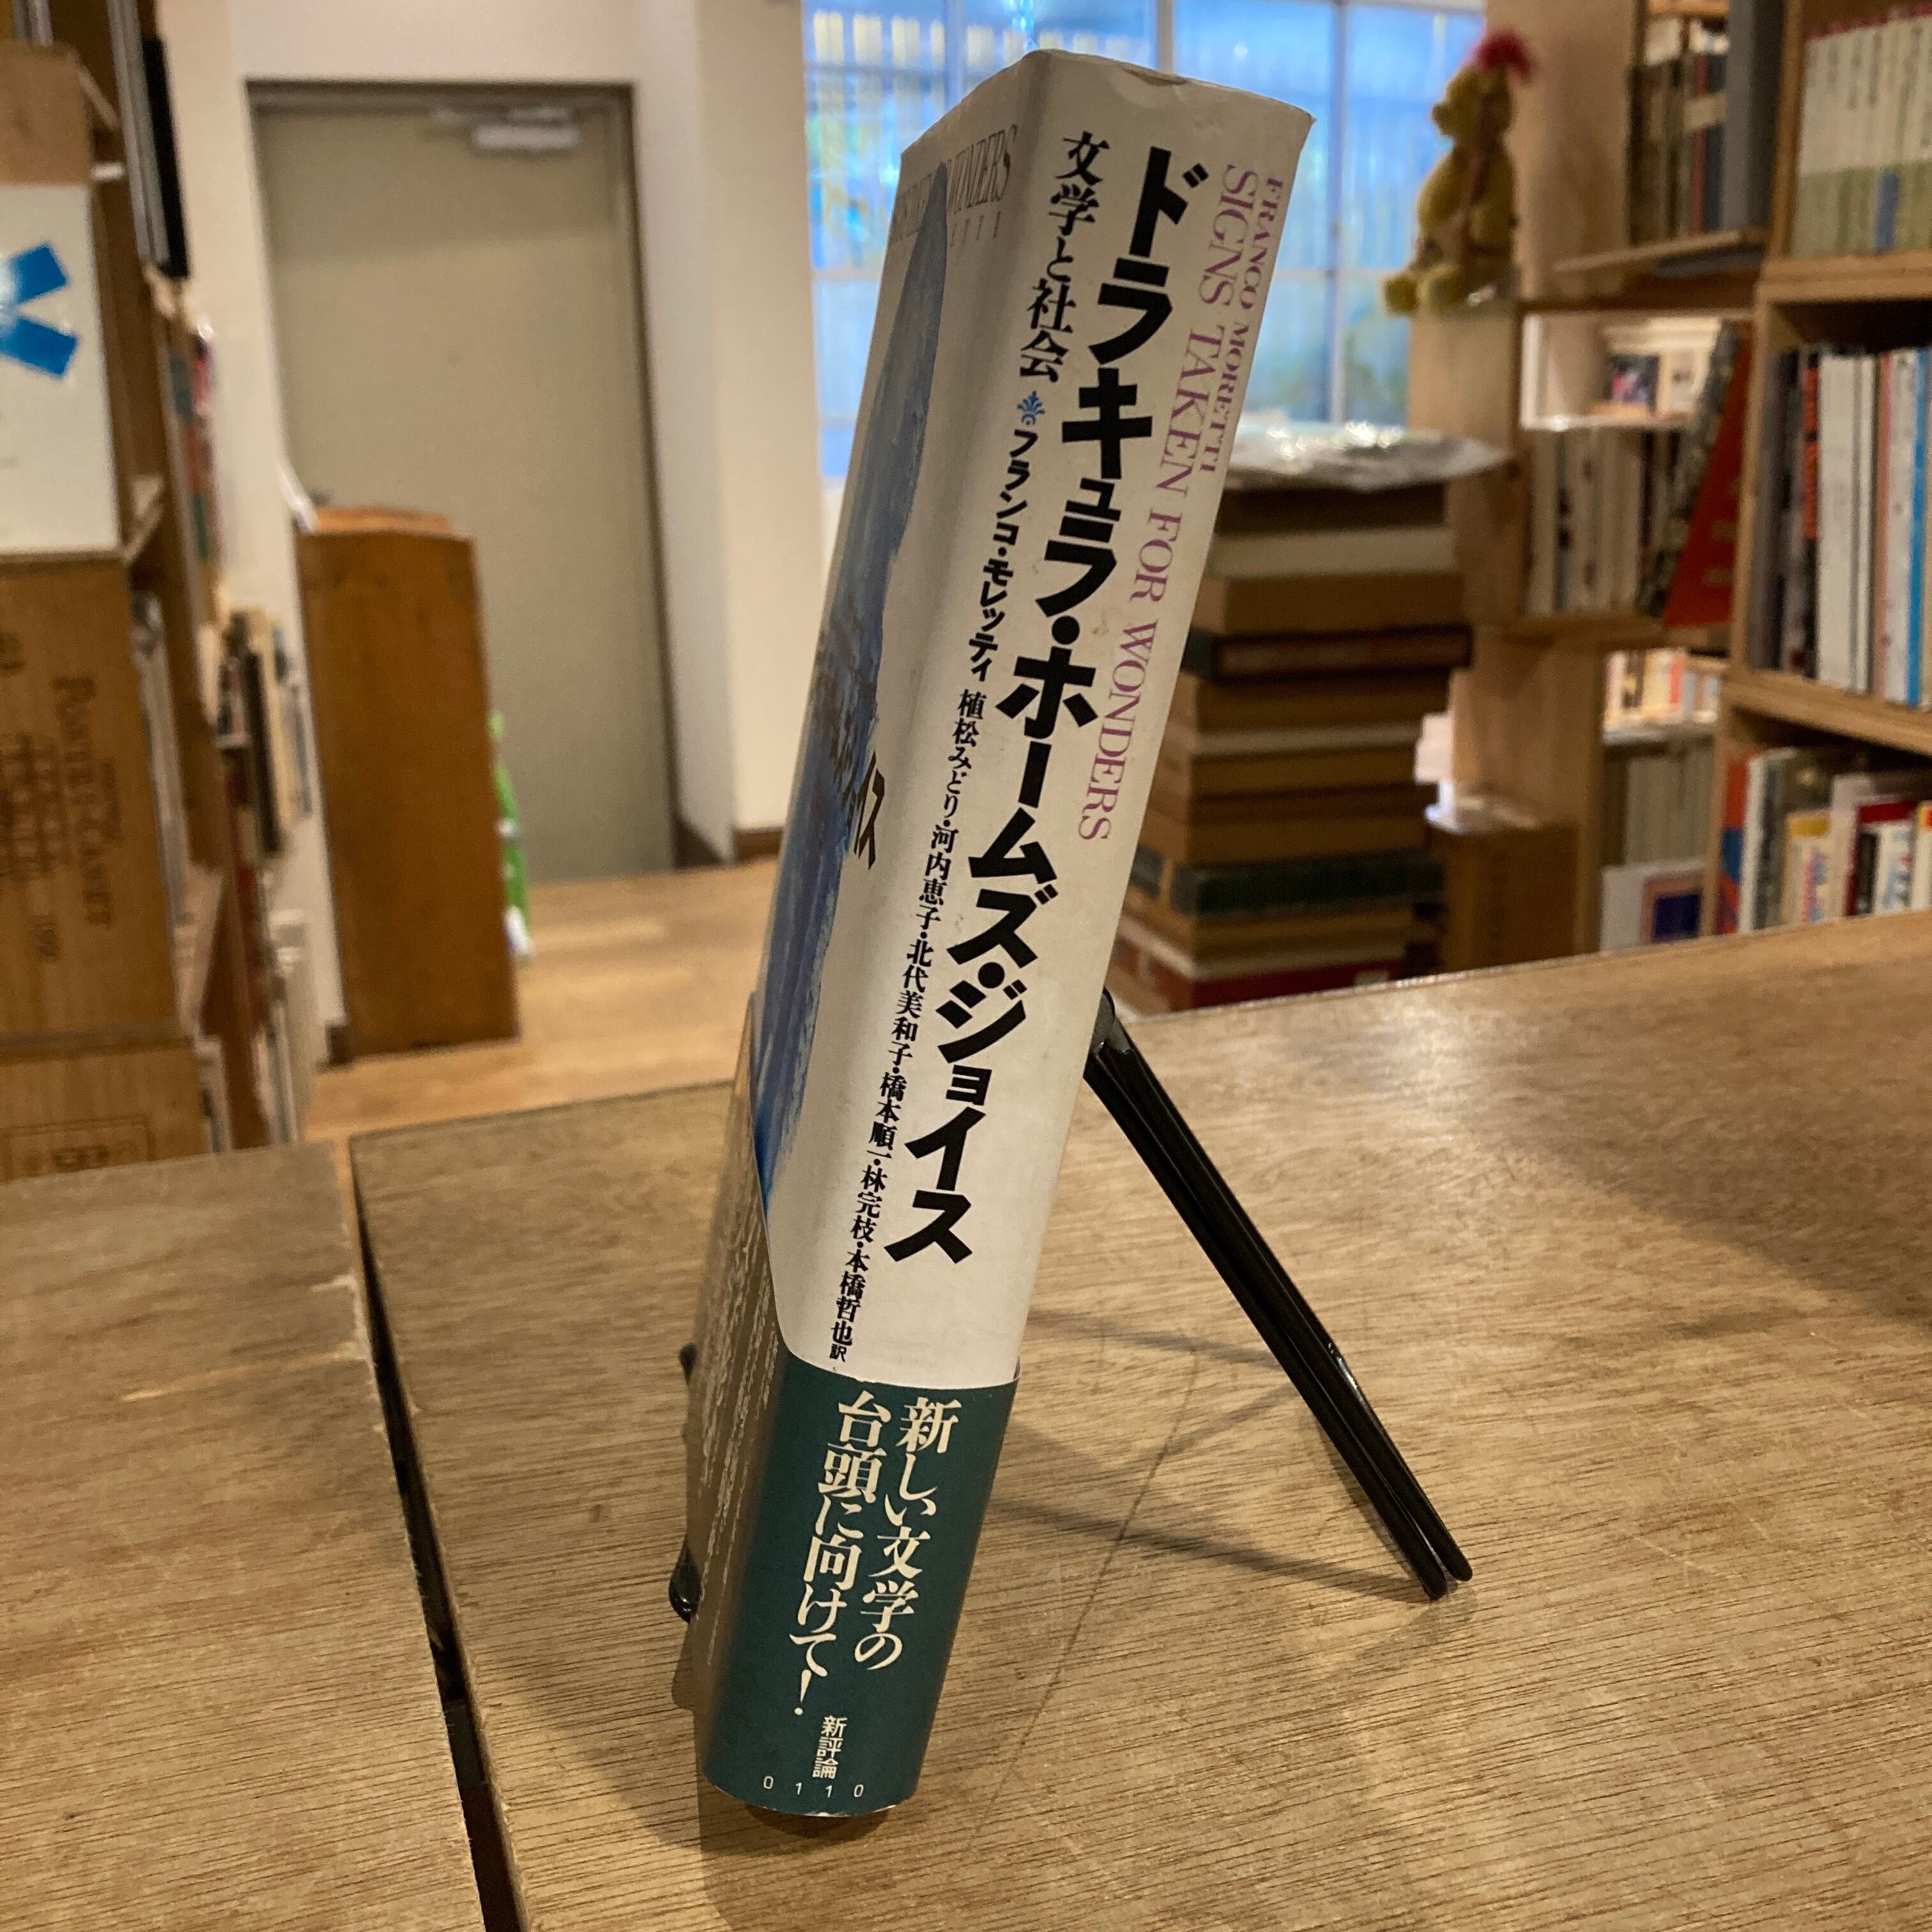 FRANCO MORETTI
SIGNS TAKEN FOR WONDERS
ドラキュラ・ホームズ・ジョイス
文学と社会
フランコ・モレッティ
植松みどり・河内恵子・北代美和子・橋本順一・林完枝・本橋哲也 訳
新しい文学の
台頭に向けて!
新評論
0110
WONDERS
イス